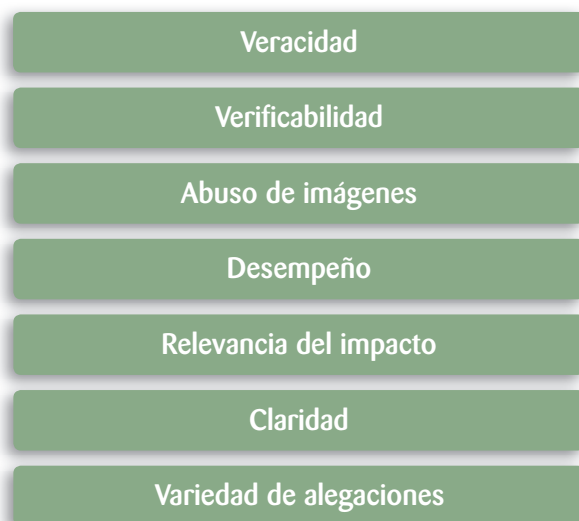 Veracidad
Verificabilidad
Abuso de imágenes
Desempeño
Relevancia del impacto
Claridad
Variedad de alegaciones